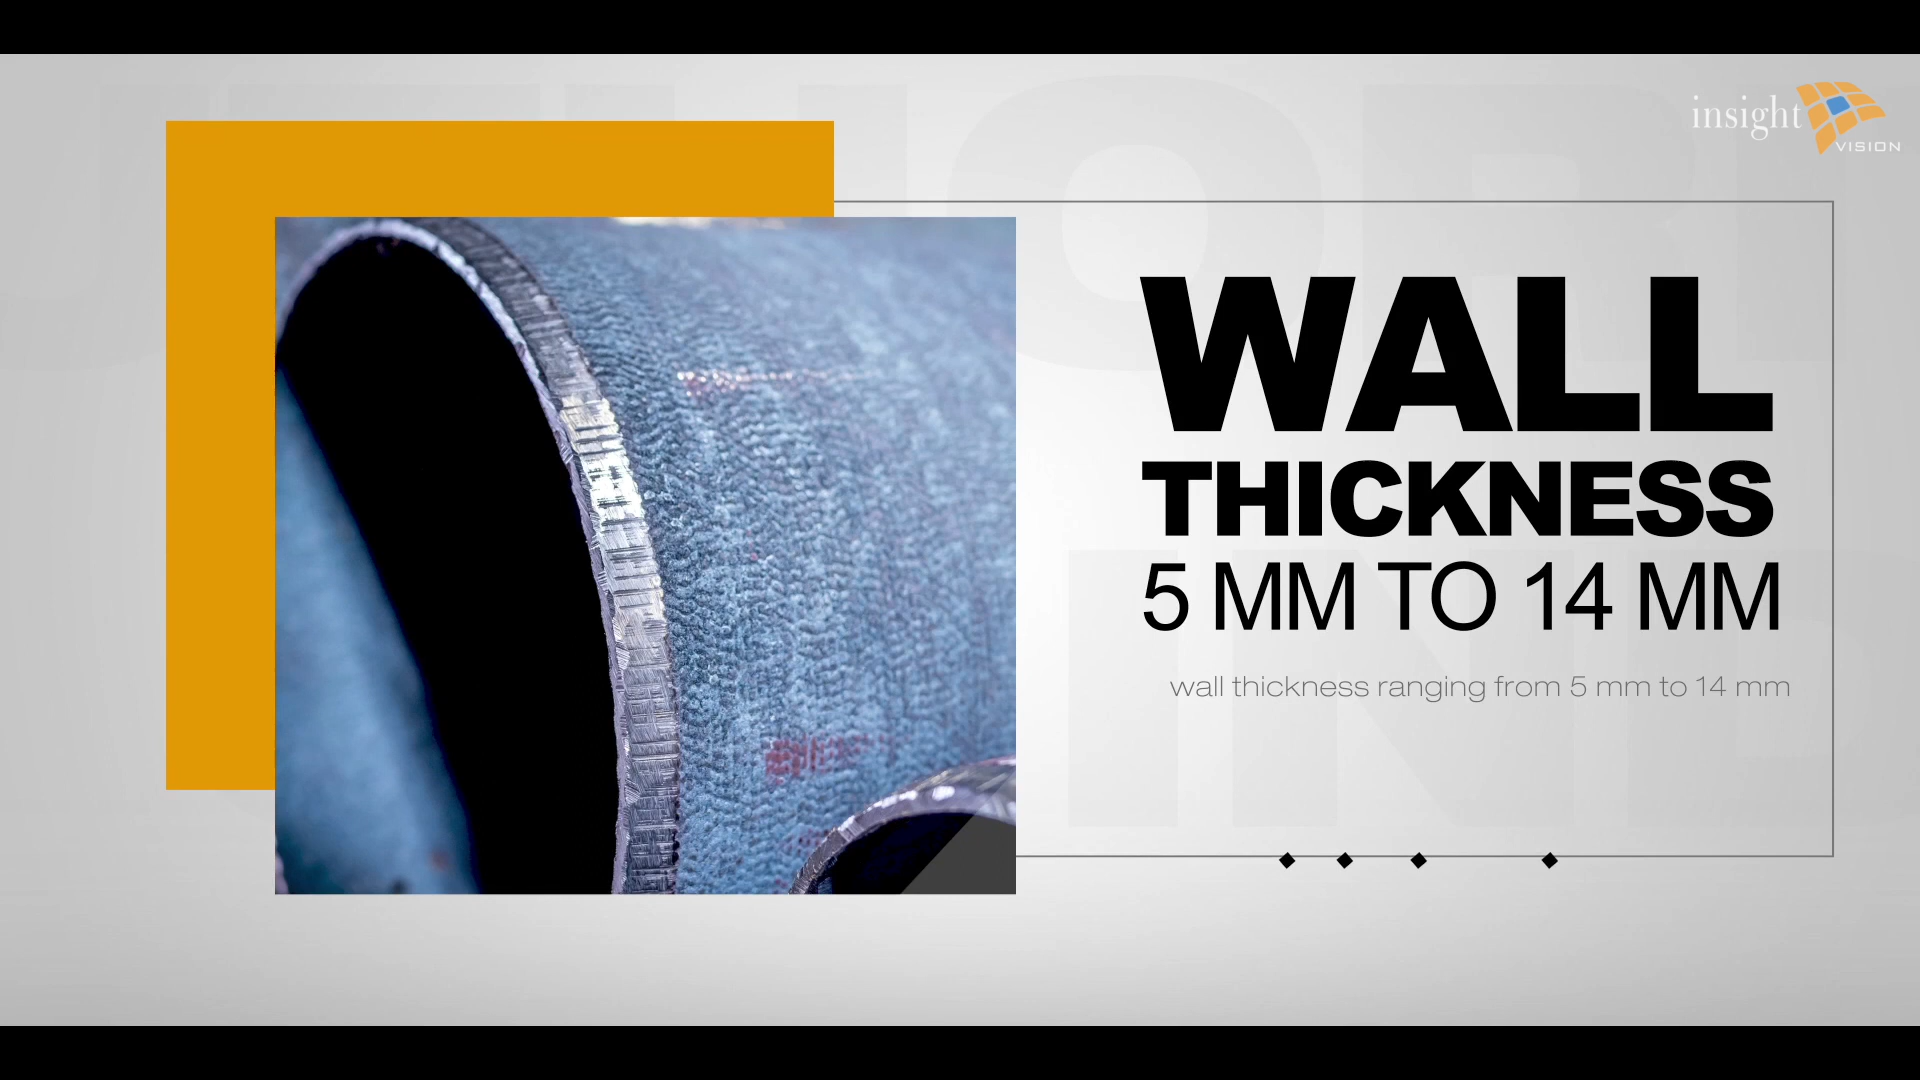 insight
VISION
WALL
THICKNESS
5 MM TO 14 MM
wall thickness ranging from 5 mm to 14 mm